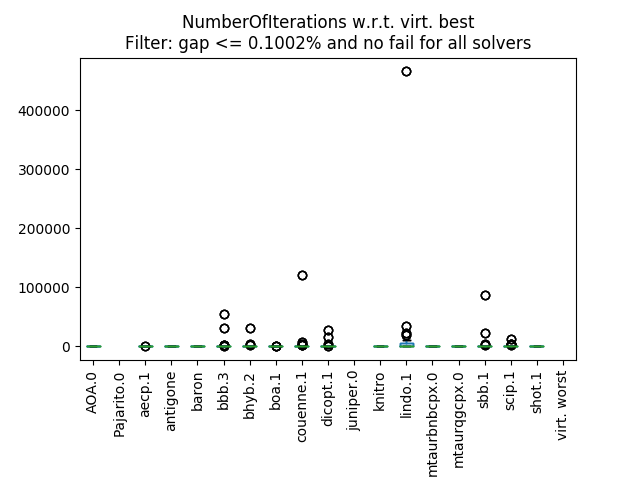 NumberOfIterations w.r.t. virt. best
Filter: gap <= 0.1002% and no fail for all solvers
400000
300000
200000
100000
0
AOA.0
Pajarito.0
aecp.1
antigone
baron
bbb.3
bhyb.2
boa.1
couenne.1
dicopt.1
juniper.0
knitro
lindo.1
mtaurbnbcpx.0
mtaurqgcpx.0
sbb.1
scip.1
shot.1
virt. worst